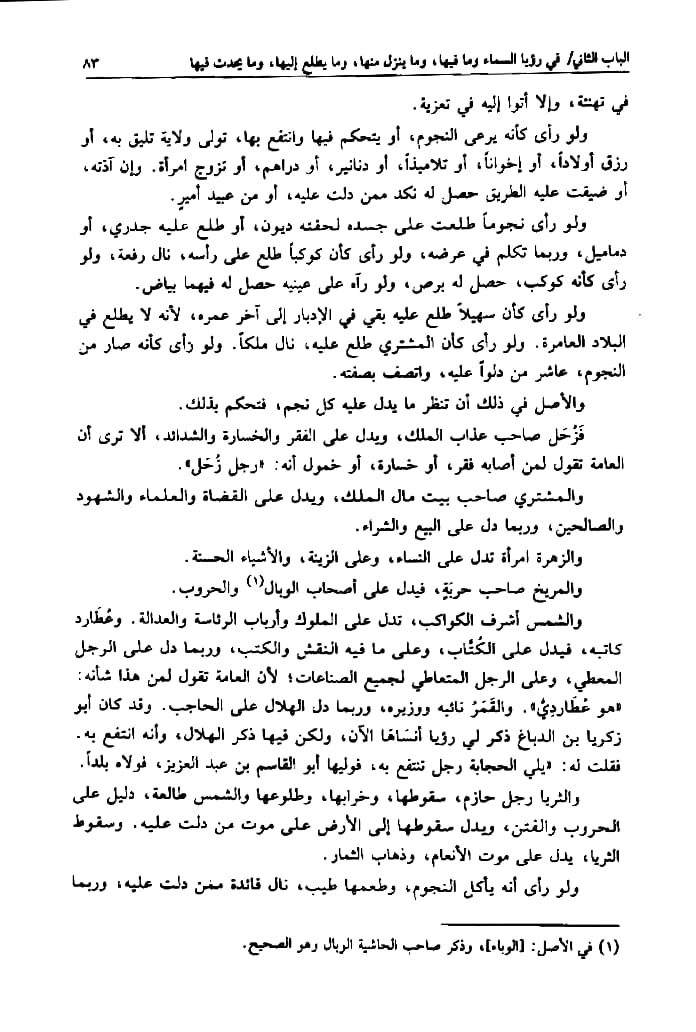 الباب الثاني/ في رؤيا السماء وما فيها، وما ينزل منها، وما يطلع إليها، وما يحدث فيها ٨٣
في تهنئة، وإلا أتوا إليه في تعزية.
ولو رأى كأنه يرعى النجوم، أو يتحكم فيها وانتفع بها، تولى ولاية تليق به، أو
رزق أولاداً، أو إخواناً، أو تلاميذاً، أو دنانير، أو دراهم، أو تزوج امرأة. وإن آذته،
أو ضيقت عليه الطريق حصل له نكد ممن دلت عليه، أو من عبيد أميرٍ.
ولو رأى نجوماً طلعت على جسده لحقته ديون، أو طلع عليه جدري، أو
دماميل، وربما تكلم في عرضه، ولو رأى كأن كوكباً طلع على رأسه، نال رفعة، ولو
رأى كأنه كوكب، حصل له برص، ولو رآه على عينيه حصل له فيهما بياض.
ولو رأى كأن سهيلاً طلع عليه بقي في الإدبار إلى آخر عمره، لأنه لا يطلع في
البلاد العامرة. ولو رأى كأن المشتري طلع عليه، نال ملكاً. ولو رأى كأنه صار من
النجوم، عاشر من دلوا عليه، واتصف بصفته.
والأصل في ذلك أن تنظر ما يدل عليه كل نجم، فتحكم بذلك.
فَزُحَل صاحب عذاب الملك، ويدل على الفقر والخسارة والشدائد، ألا ترى أن
العامة تقول لمن أصابه فقر، أو خسارة، أو خمول أنه: «رجل زُحَل».
والمشتري صاحب بيت مال الملك، ويدل على القضاة والعلماء والشهود
والصالحين، وربما دل على البيع والشراء.
والزهرة امرأة تدل على النساء، وعلى الزينة، والأشياء الحسنة.
والمريخ صاحب حربَةٍ، فيدل على أصحاب الوبال(١) والحروب.
والشمس أشرف الكواكب، تدل على الملوك وأرباب الرئاسة والعدالة. وعُطَارد
كاتبه، فيدل على الكُتَّاب، وعلى ما فيه النقش والكتب، وربما دل على الرجل
المعطي، وعلى الرجل المتعاطي لجميع الصناعات؛ لأن العامة تقول لمن هذا شأنه:
«هو عُطَاردِيُّ». والقَمَرُ نائبه ووزيره، وربما دل الهلال على الحاجب. وقد كان أبو
زكريا بن الدباغ ذكر لي رؤيا أنسَاهَا الآن، ولكن فيها ذكر الهلال، وأنه انتفع به.
فقلت له: «يلي الحجابة رجل تنتفع به، فوليها أبو القاسم بن عبد العزيز، فولاه بلداً.
والثريا رجل حازم، سقوطها، وخرابها، وطلوعها والشمس طالعة، دليل على
الحروب والفتن، ويدل سقوطها إلى الأرض على موت من دلت عليه. وسقوط
الثريا، يدل على موت الأنعام، وذهاب الثمار.
ولو رأى أنه يأكل النجوم، وطعمها طيب، نال فائدة ممن دلت عليه، وربما
(١) في الأصل: [الوباء]، وذكر صاحب الحاشية الربال وهو الصحيح.